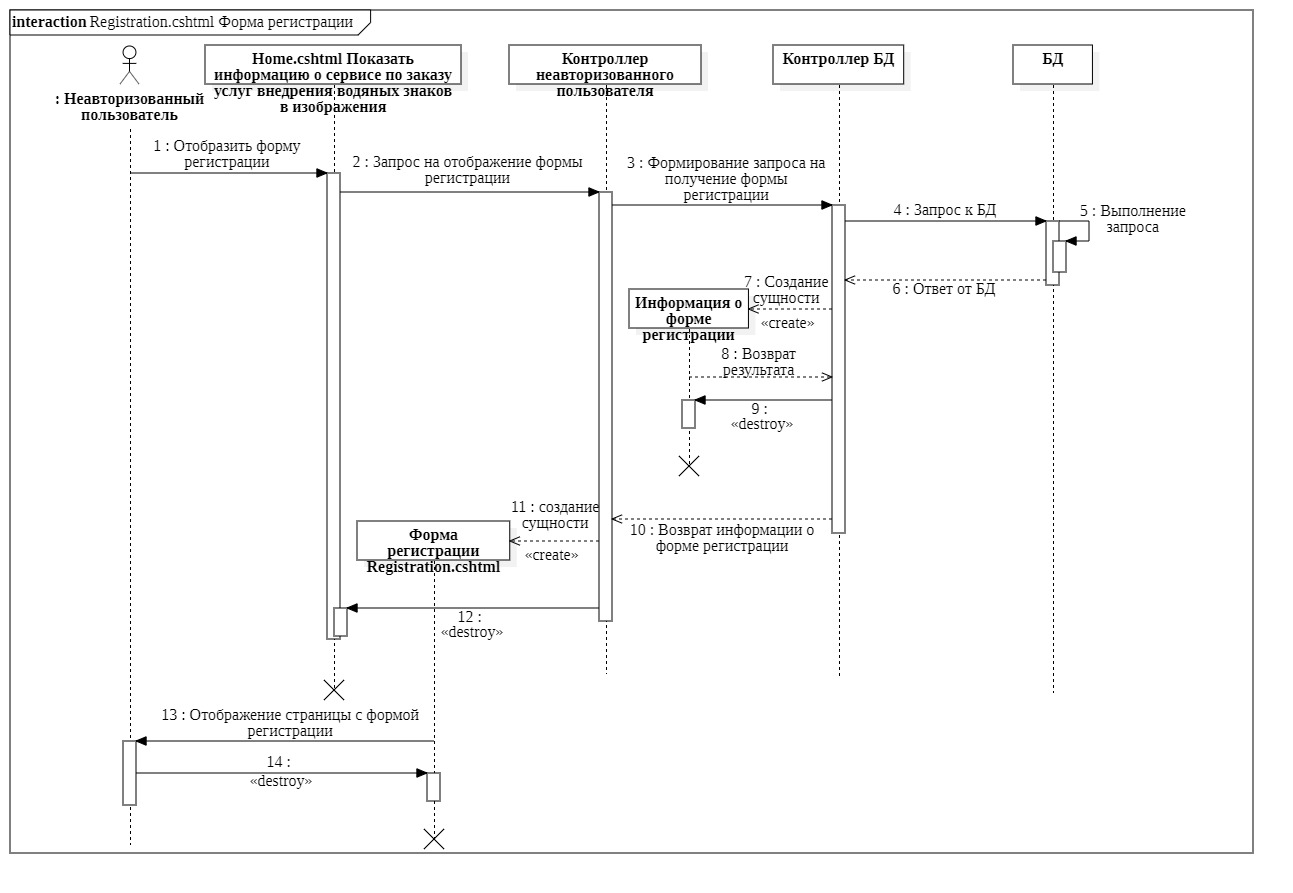 interaction Registration.cshtml Форма регистрации
: Неавторизованный
пользователь
Home.cshtml Показать
информацию о сервисе по заказу
услуг внедрения водяных знаков
в изображения
Контроллер
неавторизованного
пользователя
Контроллер БД
БД
1 : Отобразить форму
регистрации
2 : Запрос на отображение формы
регистрации
3 : Формирование запроса на
получение формы
регистрации
4 : Запрос к БД
5 : Выполнение
запроса
6 : Ответ от БД
7 : Создание
сущности
«create»
Информация о
форме
регистрации
8 : Возврат
результата
9 :
«destroy»
10 : Возврат информации о
форме регистрации
11 : создание
сущности
«create»
Форма
регистрации
Registration.cshtml
12 :
«destroy»
13 : Отображение страницы с формой
регистрации
14 :
«destroy»